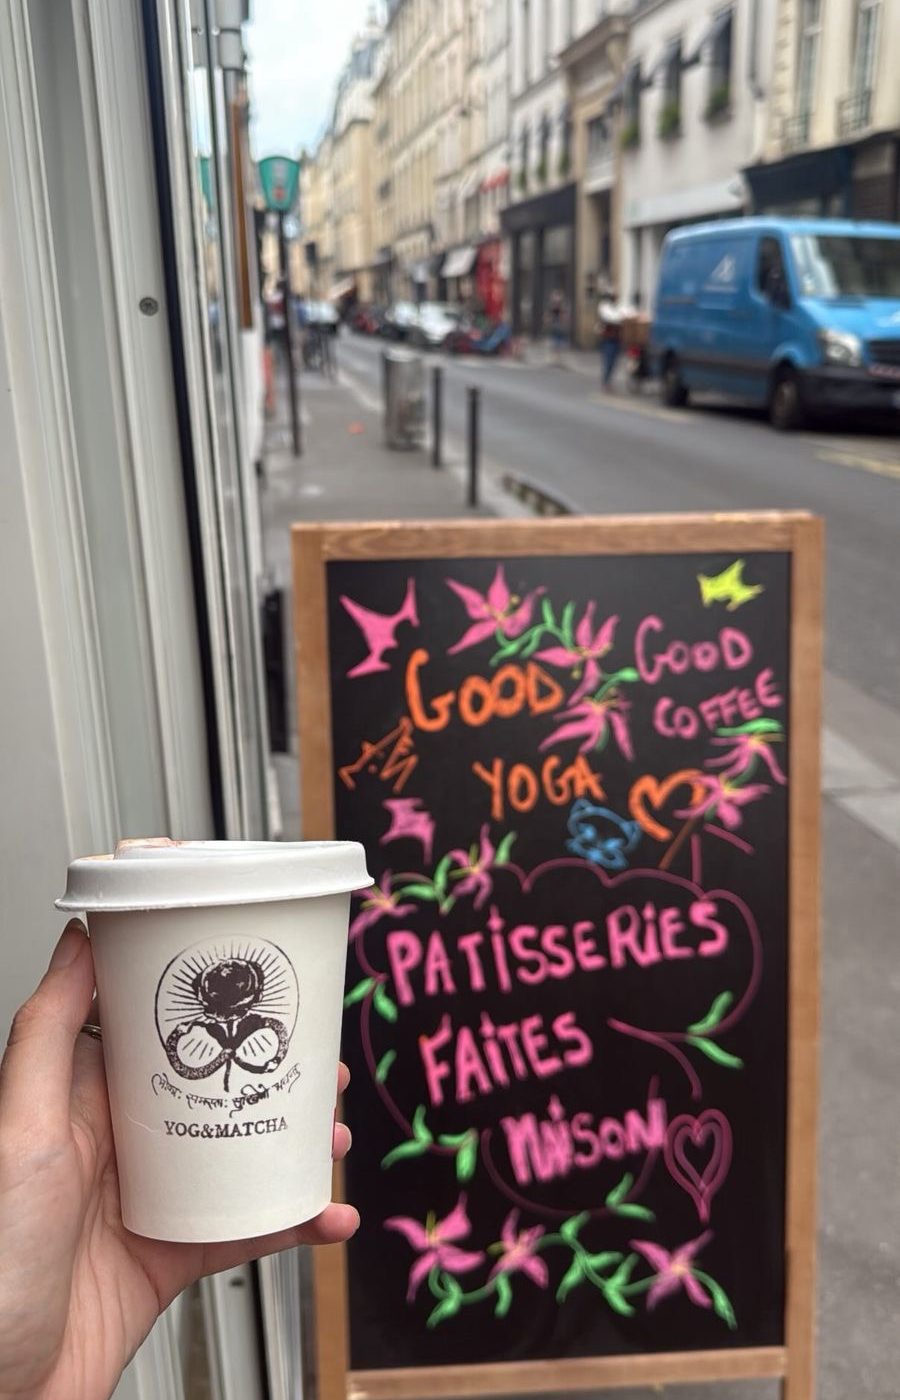 GOOD
YOGA
GOOD
COFFEE
PATISSERIES
FAITES
MAISON
YOG&MATCHA